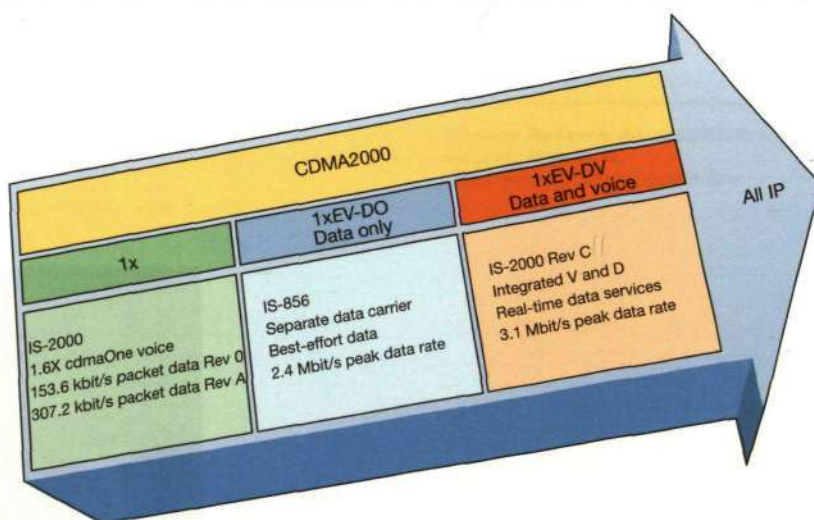 CDMA2000
1x
1xEV-DO
Data only
1xEV-DV
Data and voice
All IP
IS-2000
1.6X cdmaOne voice
153.6 kbit/s packet data Rev 0
307.2 kbit/s packet data Rev A
IS-856
Separate data carrier
Best-effort data
2.4 Mbit/s peak data rate
IS-2000 Rev C
Integrated V and D
Real-time data services
3.1 Mbit/s peak data rate